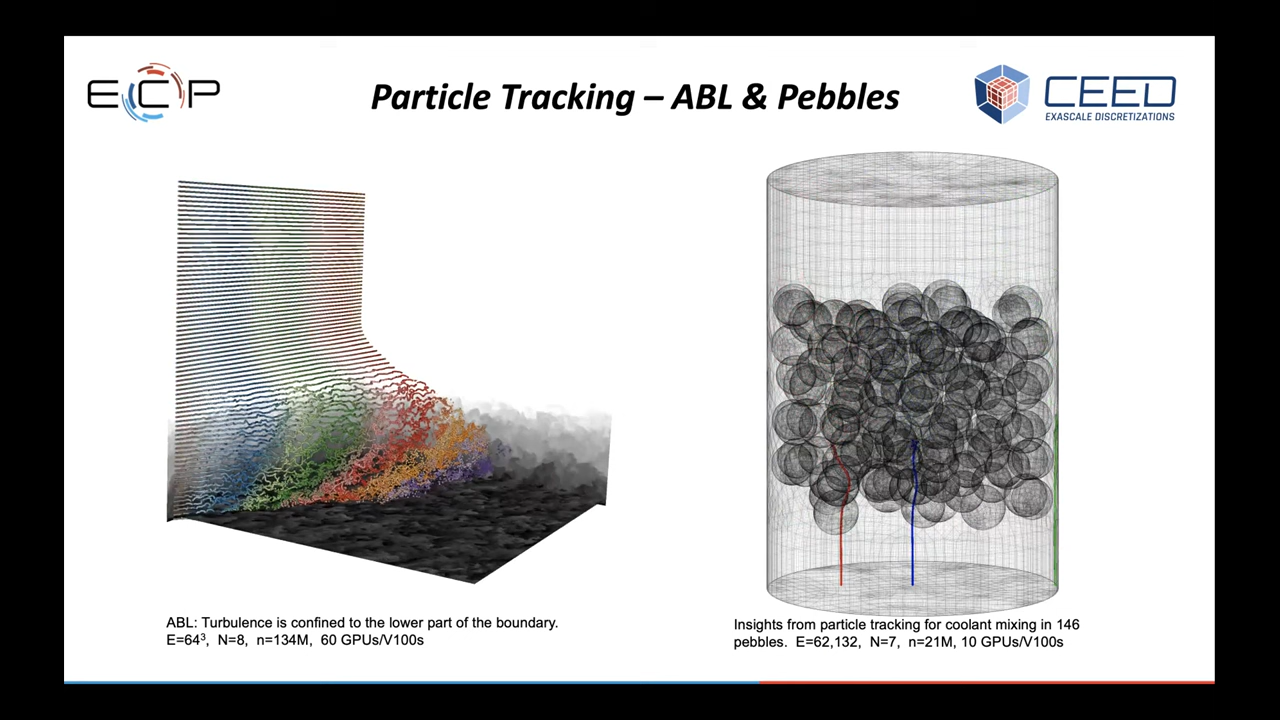 ECP
Particle Tracking – ABL & Pebbles
CEED
EXASCALE DISCRETIZATIONS
ABL: Turbulence is confined to the lower part of the boundary.
E=64³, N=8, n=134M, 60 GPUs/V100s
Insights from particle tracking for coolant mixing in 146
pebbles. E=62,132, N=7, n=21M, 10 GPUs/V100s